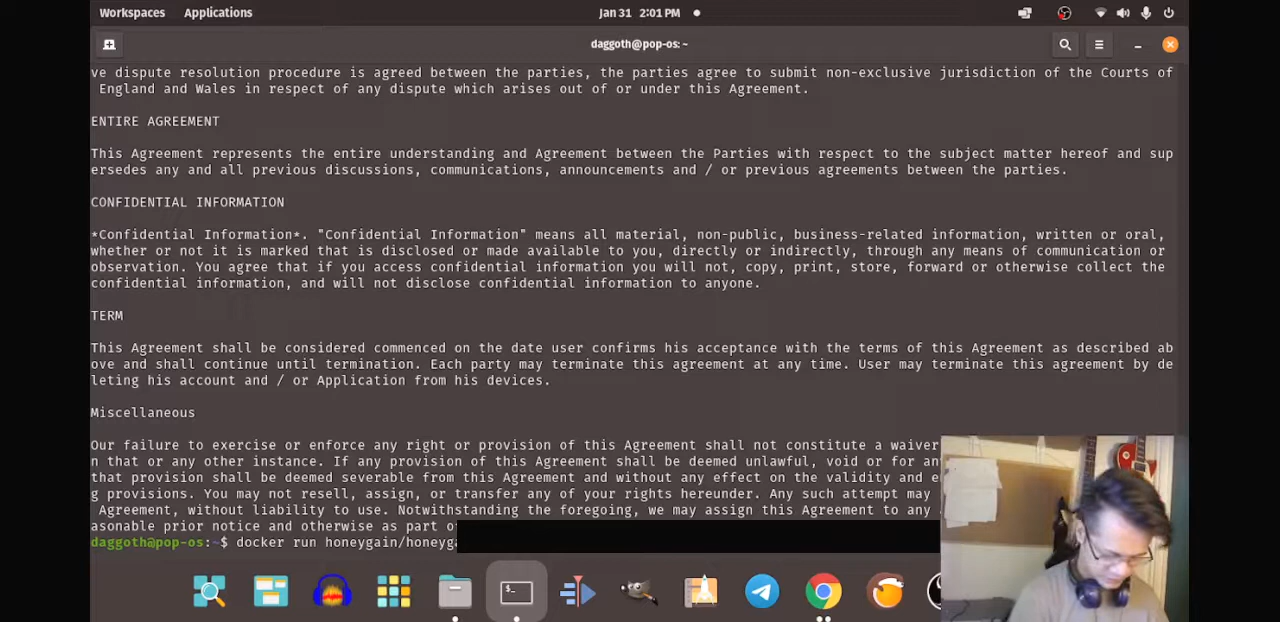 Workspaces Applications Jan 31 2:01 PM
daggoth@pop-os: ~
ve dispute resolution procedure is agreed between the parties, the parties agree to submit non-exclusive jurisdiction of the Courts of
England and Wales in respect of any dispute which arises out of or under this Agreement.
ENTIRE AGREEMENT
This Agreement represents the entire understanding and Agreement between the Parties with respect to the subject matter hereof and sup
ersedes any and all previous discussions, communications, announcements and / or previous agreements between the parties.
CONFIDENTIAL INFORMATION
*Confidential Information*. "Confidential Information" means all material, non-public, business-related information, written or oral,
whether or not it is marked that is disclosed or made available to you, directly or indirectly, through any means of communication or
observation. You agree that if you access confidential information you will not, copy, print, store, forward or otherwise collect the
confidential information, and will not disclose confidential information to anyone.
TERM
This Agreement shall be considered commenced on the date user confirms his acceptance with the terms of this Agreement as described ab
ove and shall continue until termination. Each party may terminate this agreement at any time. User may terminate this agreement by de
leting his account and / or Application from his devices.
Miscellaneous
Our failure to exercise or enforce any right or provision of this Agreement shall not constitute a waiver
n that or any other instance. If any provision of this Agreement shall be deemed unlawful, void or for any
that provision shall be deemed severable from this Agreement and without any effect on the validity and
g provisions. You may not resell, assign, or transfer any of your rights hereunder. Any such attempt may
Agreement, without liability to use. Notwithstanding the foregoing, we may assign this Agreement to any
asonable prior notice and otherwise as part
daggoth@pop-os:~$ docker run honeygain/